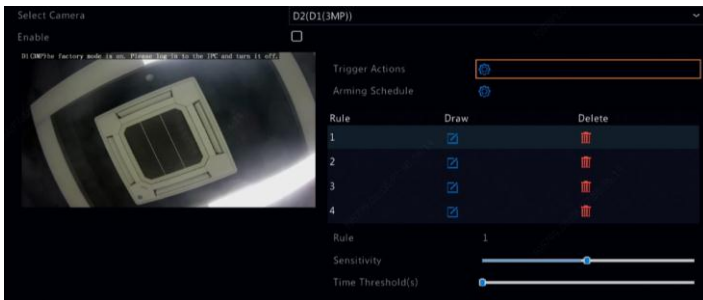 Select Camera
D2(D1(3MP))
Enable
D1(3MP)he factory mode is on. Please log in to the IPC and turn it off.
Trigger Actions
Arming Schedule
Rule Draw Delete
1
2
3
4
Rule 1
Sensitivity
Time Threshold(s)